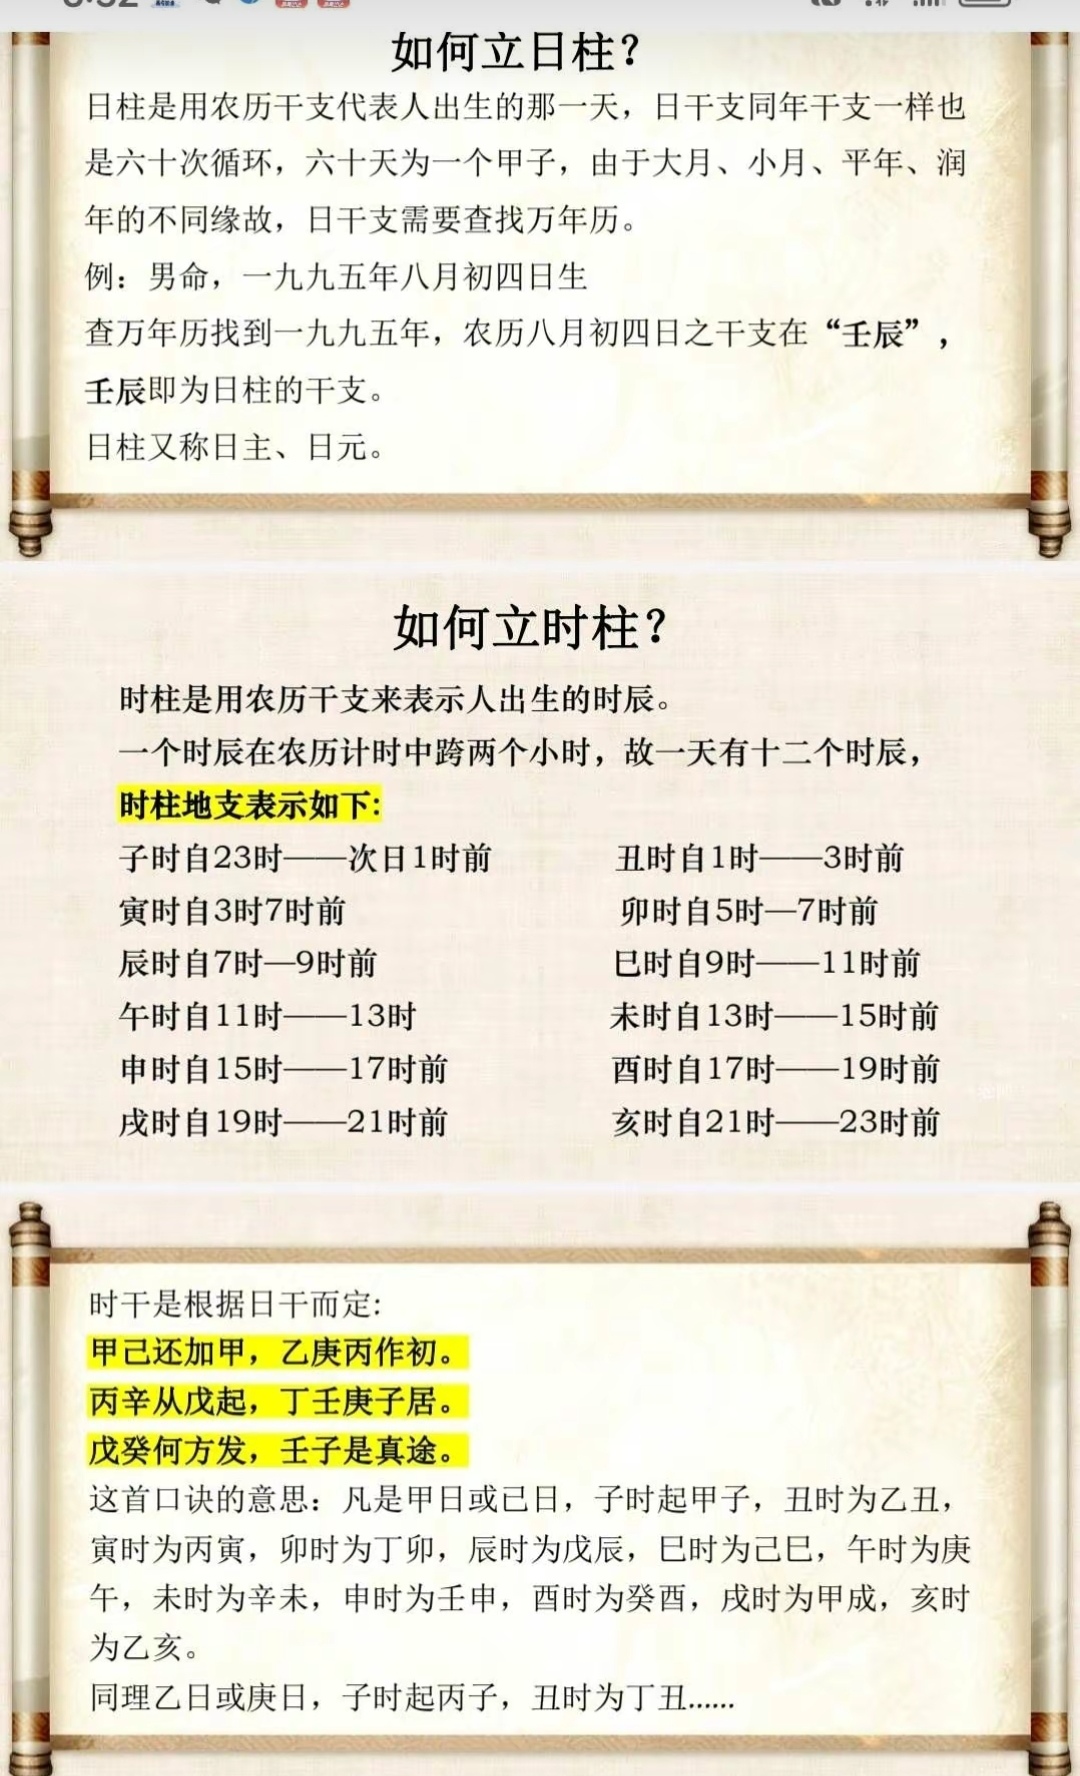 如何立日柱？
日柱是用农历干支代表人出生的那一天，日干支同年干支一样也
是六十次循环，六十天为一个甲子，由于大月、小月、平年、润
年的不同缘故，日干支需要查找万年历。
例：男命，一九九五年八月初四日生
查万年历找到一九九五年，农历八月初四日之干支在“壬辰”，
壬辰即为日柱的干支。
日柱又称日主、日元。
如何立时柱？
时柱是用农历干支来表示人出生的时辰。
一个时辰在农历计时中跨两个小时，故一天有十二个时辰，
时柱地支表示如下:
子时自23时——次日1时前 丑时自1时——3时前
寅时自3时7时前 卯时自5时—7时前
辰时自7时—9时前 巳时自9时——11时前
午时自11时——13时 未时自13时——15时前
申时自15时——17时前 酉时自17时——19时前
戌时自19时——21时前 亥时自21时——23时前
时干是根据日干而定:
甲己还加甲，乙庚丙作初。
丙辛从戊起，丁壬庚子居。
戊癸何方发，壬子是真途。
这首口诀的意思：凡是甲日或已日，子时起甲子，丑时为乙丑，
寅时为丙寅，卯时为丁卯，辰时为戊辰，巳时为己巳，午时为庚
午，未时为辛未，申时为壬申，酉时为癸酉，戌时为甲成，亥时
为乙亥。
同理乙日或庚日，子时起丙子，丑时为丁丑……